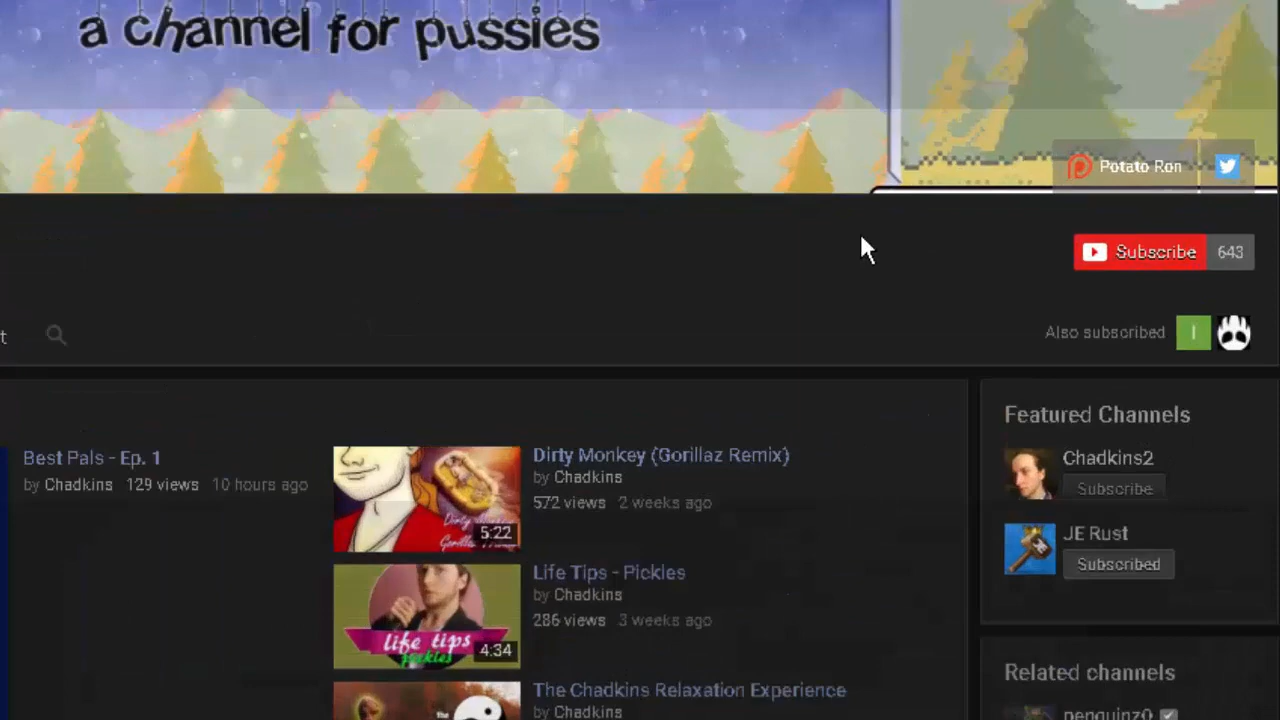 a channel for pussies
Potato Ron
Subscribe 643
t
Also subscribed I
Best Pals - Ep. 1
by Chadkins 129 views 10 hours ago
5:22
Dirty Monkey (Gorillaz Remix)
by Chadkins
572 views 2 weeks ago
life tips
pickles
4:34
Life Tips - Pickles
by Chadkins
286 views 3 weeks ago
The
The Chadkins Relaxation Experience
by Chadkins
Featured Channels
Chadkins2
Subscribe
JE Rust
Subscribed
Related channels
penguinz0